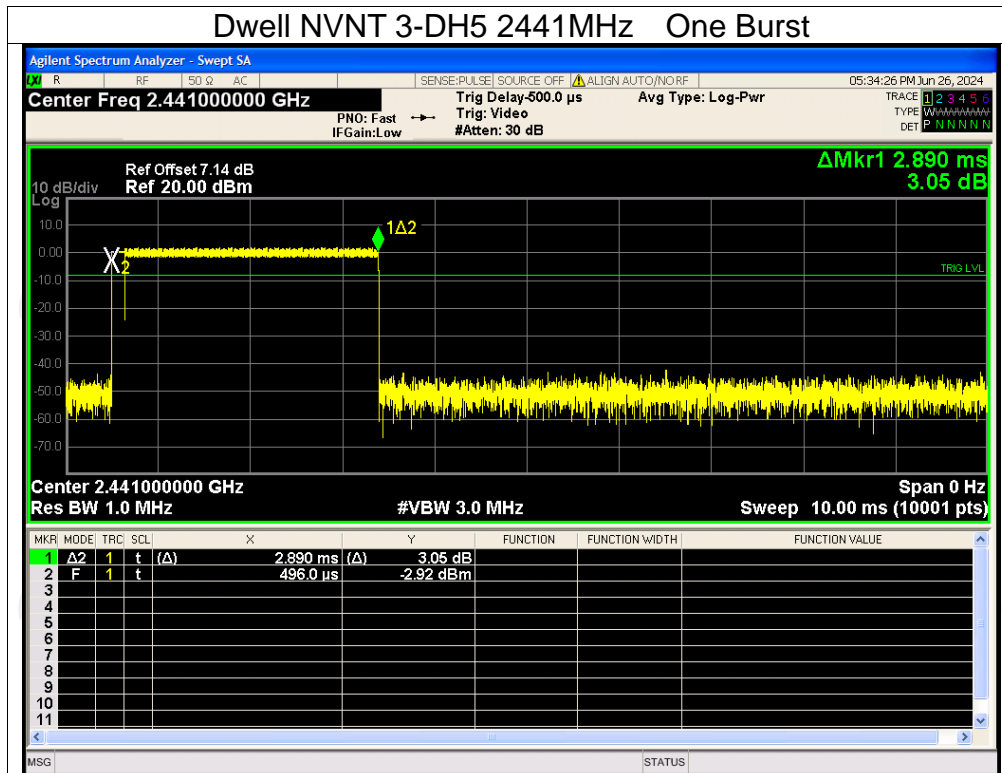 Dwell NVNT 3-DH5 2441MHz One Burst
Agilent Spectrum Analyzer - Swept SA
LXI R RF 50 Ω AC SENSE:PULSE SOURCE OFF ALIGN AUTO/NO RF 05:34:26 PM Jun 26, 2024
Center Freq 2.441000000 GHz
PNO: Fast
IFGain:Low
Trig Delay-500.0 µs
Trig: Video
#Atten: 30 dB
Avg Type: Log-Pwr
TRACE 1 2 3 4 5 6
TYPE WWWWWW
DET P N N N N N
ΔMkr1 2.890 ms
3.05 dB
Ref Offset 7.14 dB
10 dB/div Ref 20.00 dBm
Log
10.0
1Δ2
0.00
2
TRIG LVL
-10.0
-20.0
-30.0
-40.0
-50.0
-60.0
-70.0
Center 2.441000000 GHz Span 0 Hz
Res BW 1.0 MHz #VBW 3.0 MHz Sweep 10.00 ms (10001 pts)
MKR MODE TRC SCL X Y FUNCTION FUNCTION WIDTH FUNCTION VALUE
1 Δ2 1 t (Δ) 2.890 ms (Δ) 3.05 dB
2 F 1 t 496.0 µs -2.92 dBm
3
4
5
6
7
8
9
10
11
MSG STATUS